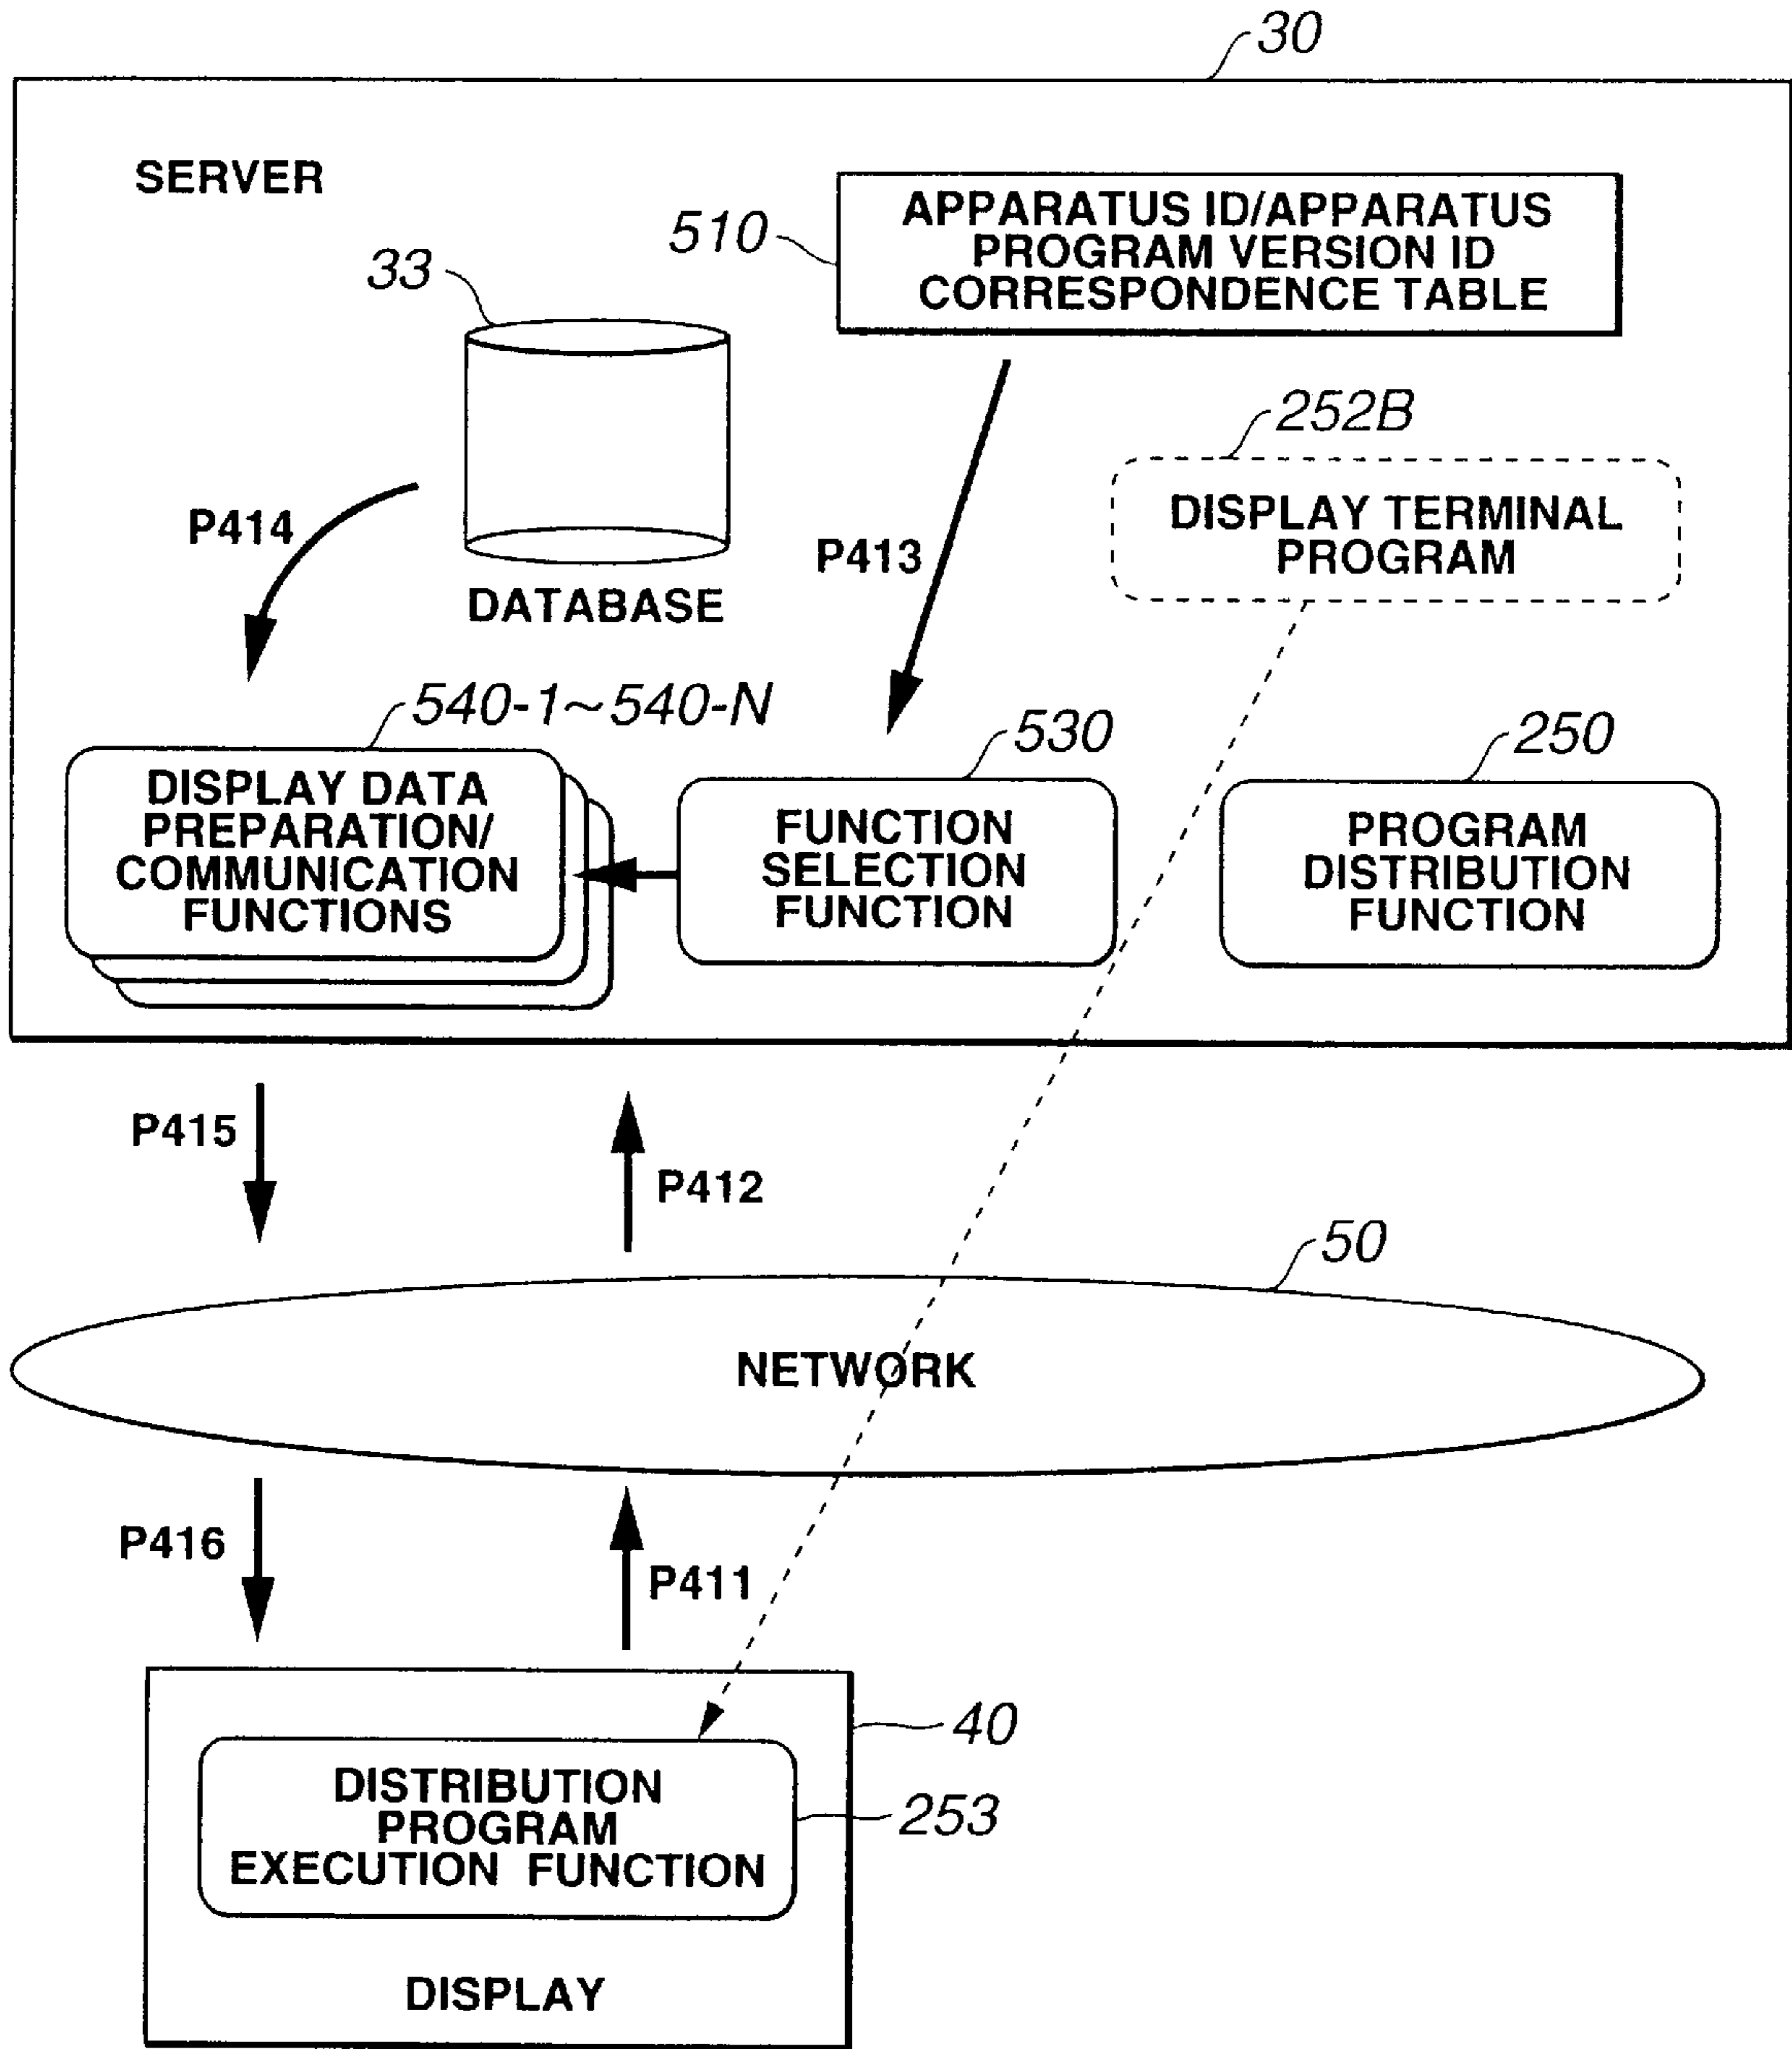 30
SERVER
510
APPARATUS ID/APPARATUS
PROGRAM VERSION ID
CORRESPONDENCE TABLE
33
DATABASE
P414
P413
252B
DISPLAY TERMINAL
PROGRAM
540-1~540-N
DISPLAY DATA
PREPARATION/
COMMUNICATION
FUNCTIONS
530
FUNCTION
SELECTION
FUNCTION
250
PROGRAM
DISTRIBUTION
FUNCTION
P415
P412
50
NETWORK
P416
P411
40
DISTRIBUTION
PROGRAM
EXECUTION FUNCTION
253
DISPLAY